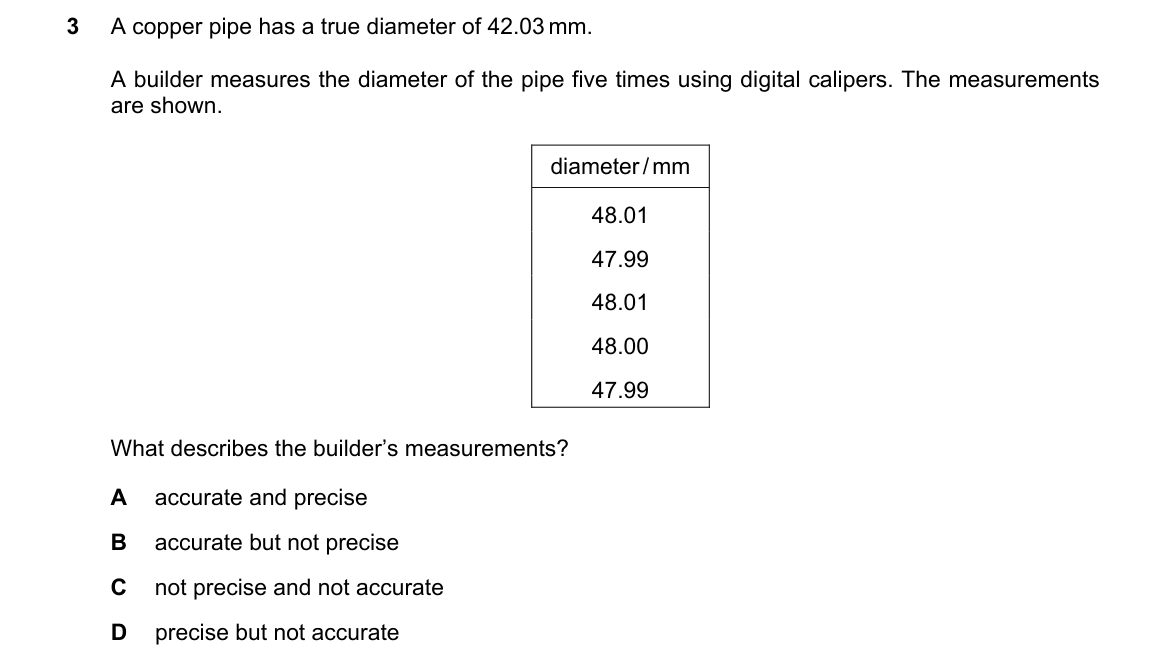 3 A copper pipe has a true diameter of 42.03 mm.
A builder measures the diameter of the pipe five times using digital calipers. The measurements
are shown.
diameter / mm
48.01
47.99
48.01
48.00
47.99
What describes the builder’s measurements?
A accurate and precise
B accurate but not precise
C not precise and not accurate
D precise but not accurate